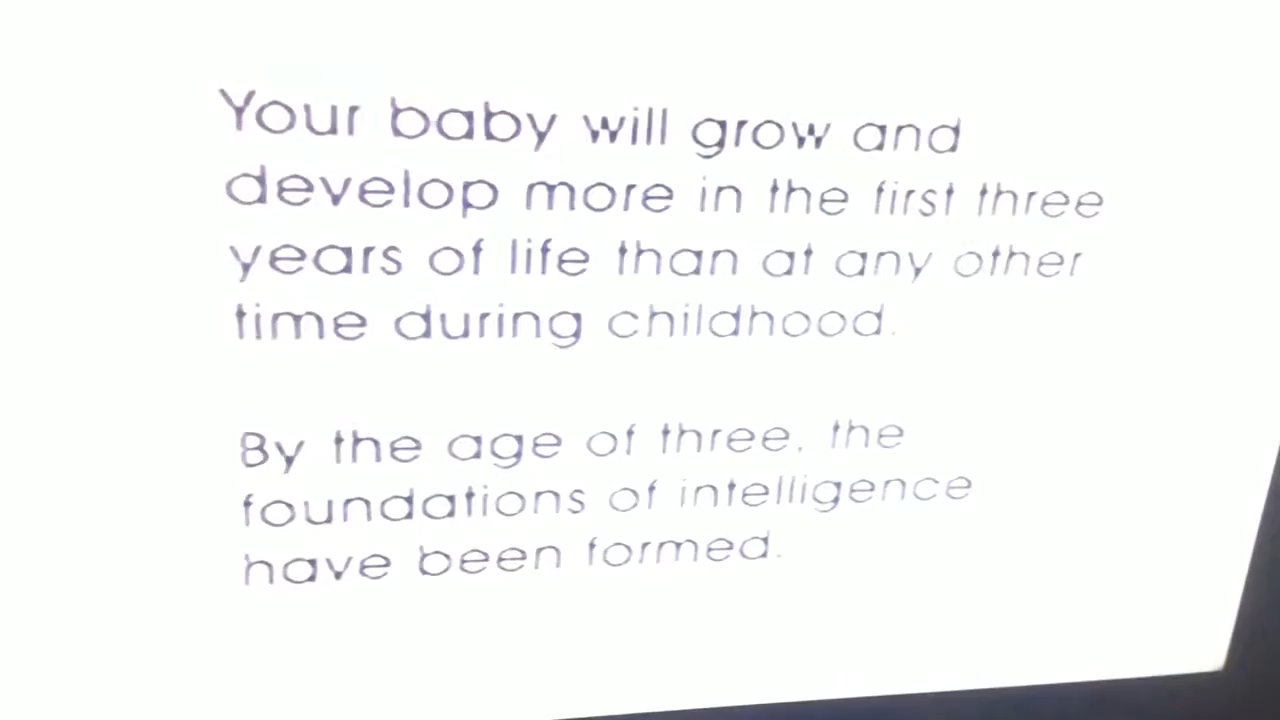 Your baby will grow and
develop more in the first three
years of life than at any other
time during childhood.
By the age of three, the
foundations of intelligence
have been formed.